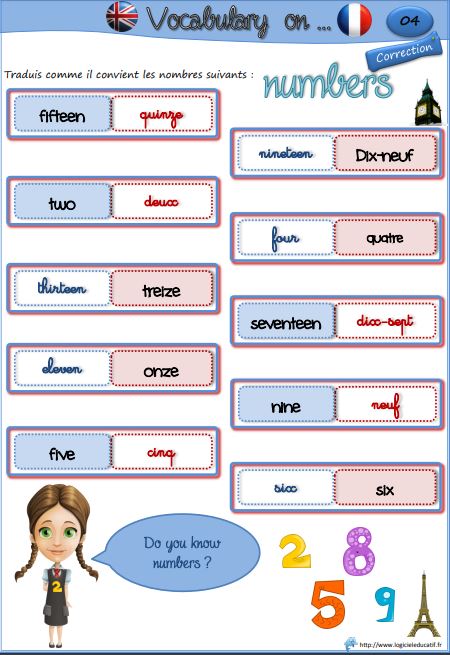 Vocabulary on ...
04
Correction
Traduis comme il convient les nombres suivants :
numbers
fifteen quinze
nineteen Dix-neuf
two deux
four quatre
thirteen treize
seventeen dix-sept
eleven onze
nine neuf
five cinq
six six
Do you know
numbers ?
2
8
5
9
2
http://www.logicieleducatif.fr